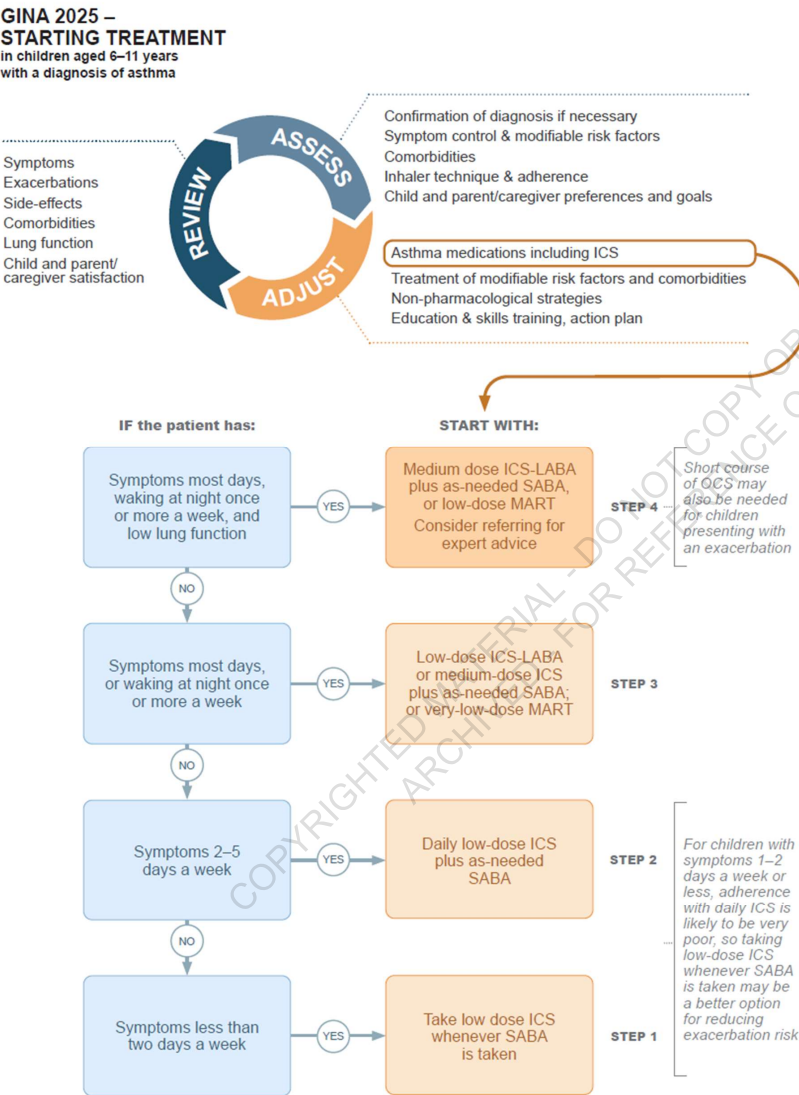 GINA 2025 –
STARTING TREATMENT
in children aged 6–11 years
with a diagnosis of asthma
ASSESS
Confirmation of diagnosis if necessary
Symptom control & modifiable risk factors
Comorbidities
Inhaler technique & adherence
Child and parent/caregiver preferences and goals
REVIEW
Symptoms
Exacerbations
Side-effects
Comorbidities
Lung function
Child and parent/
caregiver satisfaction
ADJUST
Asthma medications including ICS
Treatment of modifiable risk factors and comorbidities
Non-pharmacological strategies
Education & skills training, action plan
IF the patient has:
START WITH:
Symptoms most days,
waking at night once
or more a week, and
low lung function
YES
Medium dose ICS-LABA
plus as-needed SABA,
or low-dose MART
Consider referring for
expert advice
STEP 4
Short course
of OCS may
also be needed
for children
presenting with
an exacerbation
NO
Symptoms most days,
or waking at night once
or more a week
YES
Low-dose ICS-LABA
or medium-dose ICS
plus as-needed SABA;
or very-low-dose MART
STEP 3
NO
Symptoms 2–5
days a week
YES
Daily low-dose ICS
plus as-needed
SABA
STEP 2
For children with
symptoms 1–2
days a week or
less, adherence
with daily ICS is
likely to be very
poor, so taking
low-dose ICS
whenever SABA
is taken may be
a better option
for reducing
exacerbation risk
NO
Symptoms less than
two days a week
YES
Take low dose ICS
whenever SABA
is taken
STEP 1
COPYRIGHTED MATERIAL - DO NOT COPY OR
ARCHIVED - FOR REFERENCE